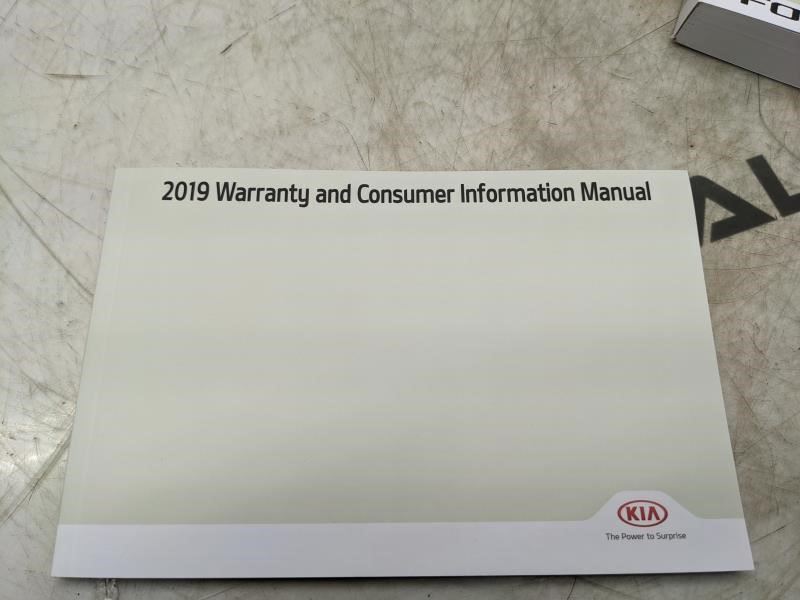 2019 Warranty and Consumer Information Manual
KIA
The Power to Surprise